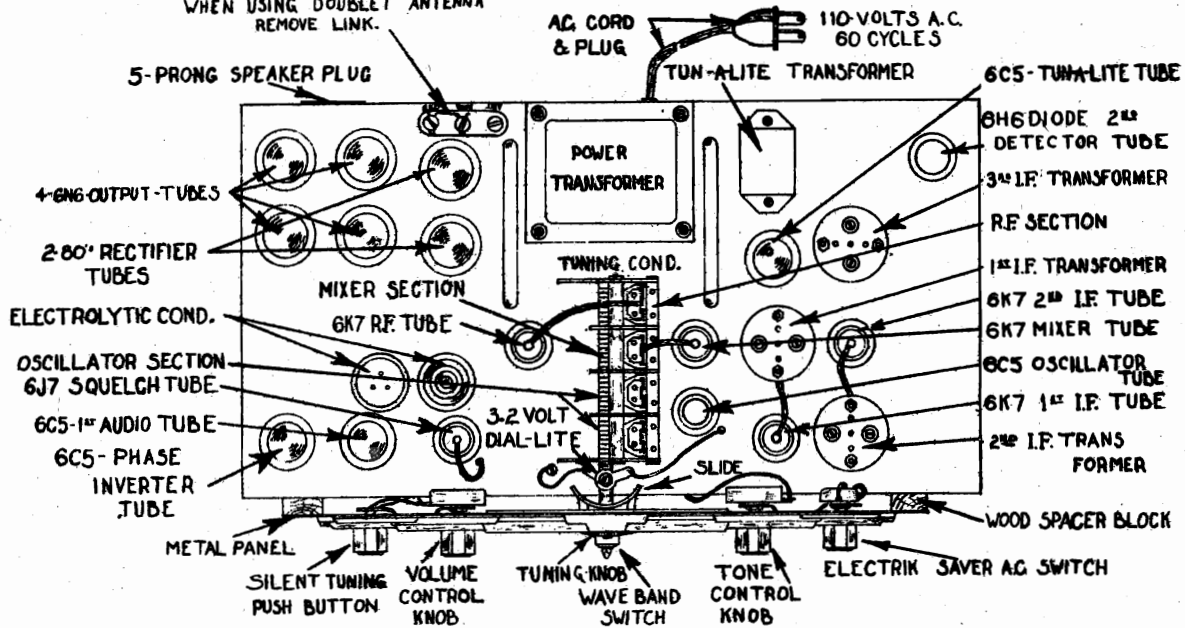 WHEN USING DOUBLET ANTENNA
REMOVE LINK.
5-PRONG SPEAKER PLUG
A.C. CORD
& PLUG
110-VOLTS A.C.
60 CYCLES
TUN-A-LITE TRANSFORMER
6C5-TUN-A-LITE TUBE
6H6 DIODE 2ND
DETECTOR TUBE
3RD I.F. TRANSFORMER
R.F. SECTION
1ST I.F. TRANSFORMER
6K7 2ND I.F. TUBE
6K7 MIXER TUBE
6C5 OSCILLATOR
TUBE
6K7 1ST I.F. TUBE
2ND I.F. TRANS
FORMER
POWER
TRANSFORMER
TUNING COND.
4-6N6-OUTPUT-TUBES
2-80'S RECTIFIER
TUBES
MIXER SECTION
6K7 R.F. TUBE
ELECTROLYTIC COND.
OSCILLATOR SECTION
6J7 SQUELCH TUBE
6C5-1ST AUDIO TUBE
6C5-PHASE
INVERTER
TUBE
3.2 VOLT
DIAL-LITE
SLIDE
METAL PANEL
WOOD SPACER BLOCK
SILENT TUNING
PUSH BUTTON
VOLUME
CONTROL
KNOB
TUNING KNOB
WAVE BAND
SWITCH
TONE
CONTROL
KNOB
ELECTRIK SAVER A.C. SWITCH